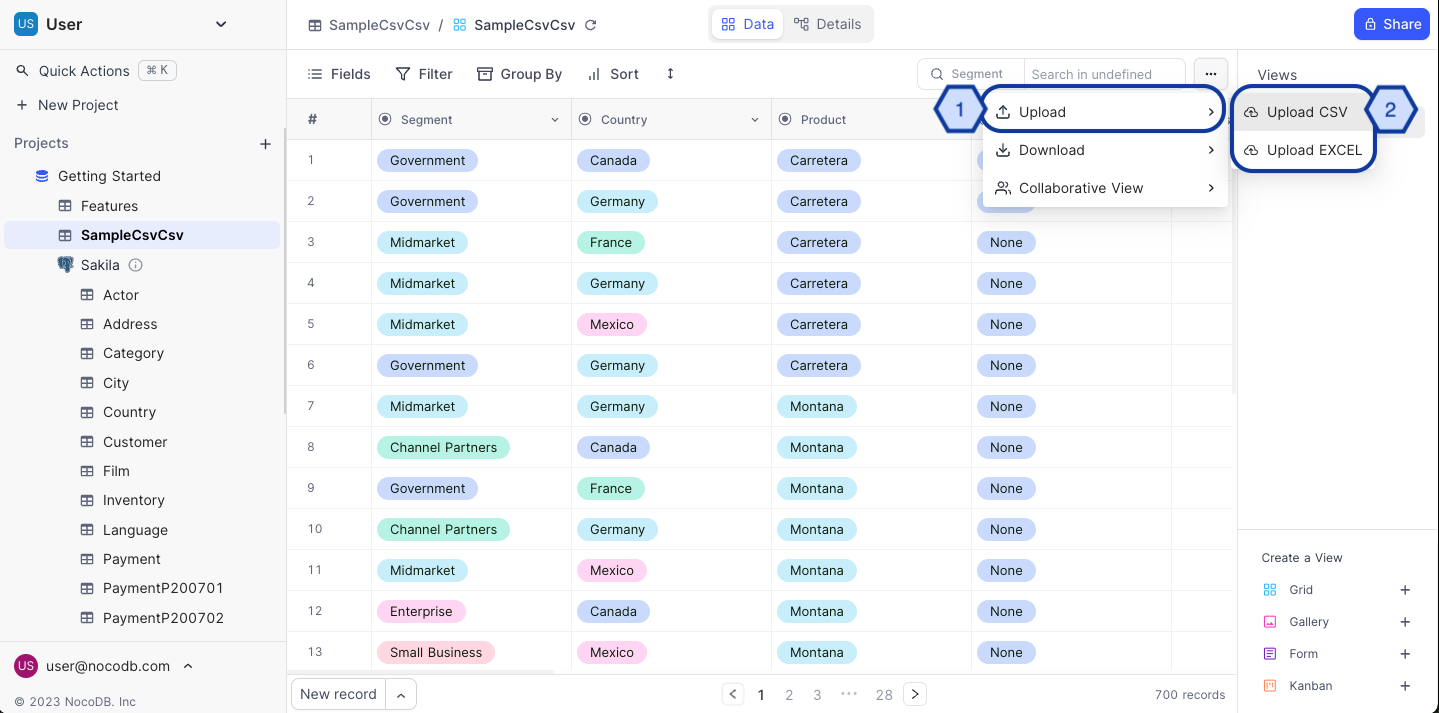 US User
Quick Actions ⌘ K
New Project
Projects
Getting Started
Features
SampleCsvCsv
Sakila
Actor
Address
Category
City
Country
Customer
Film
Inventory
Language
Payment
PaymentP200701
PaymentP200702
US user@nocodb.com
© 2023 NocoDB. Inc
SampleCsvCsv / SampleCsvCsv
Data Details
Share
Fields Filter Group By Sort
Segment Search in undefined
# Segment Country Product
1 Government Canada Carretera
2 Government Germany Carretera
3 Midmarket France Carretera None
4 Midmarket Germany Carretera None
5 Midmarket Mexico Carretera None
6 Government Germany Carretera None
7 Midmarket Germany Montana None
8 Channel Partners Canada Montana None
9 Government France Montana None
10 Channel Partners Germany Montana None
11 Midmarket Mexico Montana None
12 Enterprise Canada Montana None
13 Small Business Mexico Montana None
1 Upload
Download
Collaborative View
Upload CSV 2
Upload EXCEL
Views
Create a View
Grid +
Gallery +
Form +
Kanban +
New record
1 2 3 ••• 28
700 records